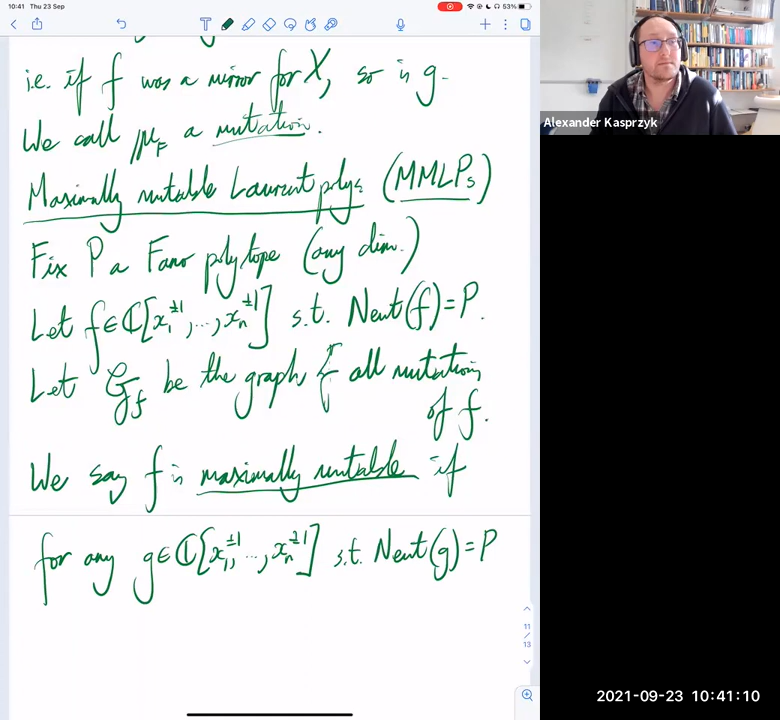 10:41 Thu 23 Sep
53%
i.e. if f was a mirror for X, so is g.
We call μ_F a mutation.
Maximally mutable Laurent polys (MMLPs)
Fix P a Fano polytope (any dim.)
Let f∈ℂ[x₁^±1,...,xₙ^±1] s.t. Newt(f)=P.
Let G_f be the graph of all mutations
of f.
We say f is maximally mutable if
for any g∈ℂ[x₁^±1,...,xₙ^±1] s.t. Newt(g)=P
11
/
13
Alexander Kasprzyk
2021-09-23 10:41:10